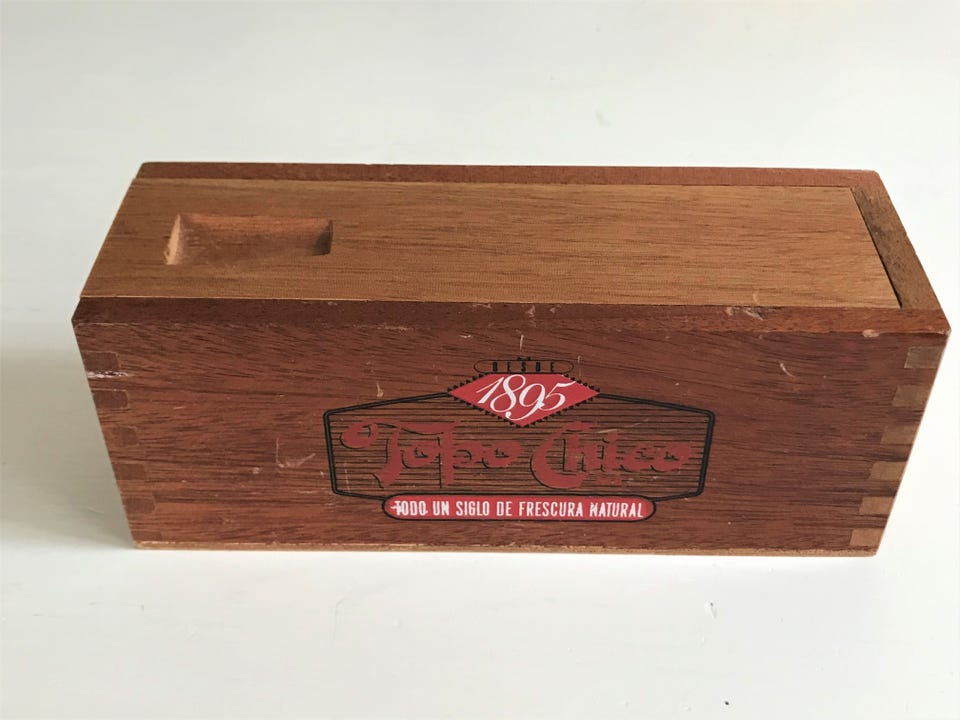 DESDE
1895
Topo Chico
TODO UN SIGLO DE FRESCURA NATURAL